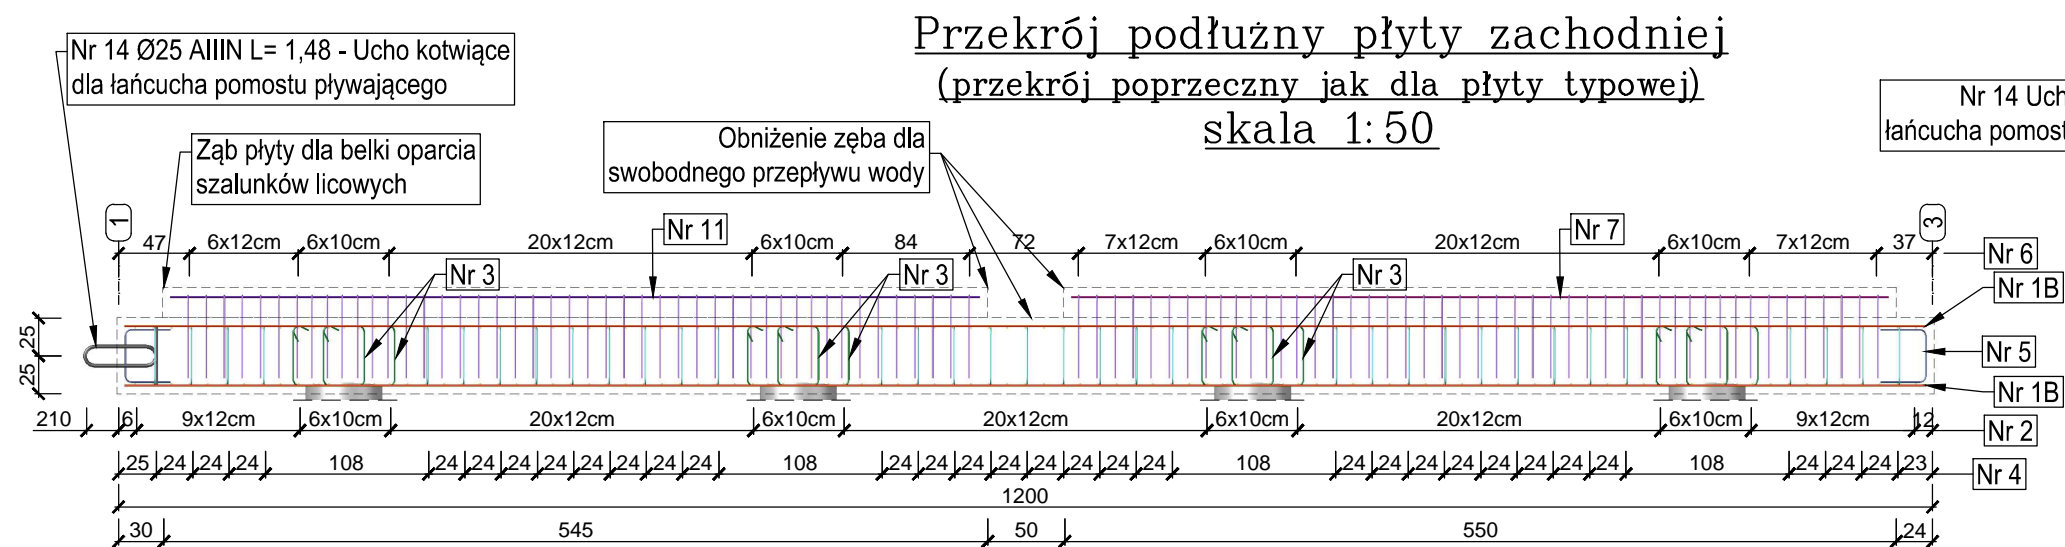 Przekrój podłużny płyty zachodniej
(przekrój poprzeczny jak dla płyty typowej)
skala 1:50
Nr 14 Ø25 AIIIN L= 1,48 - Ucho kotwiące
dla łańcucha pomostu pływającego
Ząb płyty dla belki oparcia
szalunków licowych
Obniżenie zęba dla
swobodnego przepływu wody
Nr 14 Uch
łańcucha pomost
1
3
Nr 11
Nr 7
47 6x12cm 6x10cm 20x12cm 6x10cm 84 72 7x12cm 6x10cm 20x12cm 6x10cm 7x12cm 37
Nr 6
Nr 3
Nr 3
Nr 3
Nr 1B
25
25
Nr 5
Nr 1B
210 6 9x12cm 6x10cm 20x12cm 6x10cm 20x12cm 6x10cm 20x12cm 6x10cm 9x12cm 12
Nr 2
25 24 24 24 108 24 24 24 24 24 24 24 24 108 24 24 24 24 24 24 24 24 108 24 24 24 24 24 24 24 24 108 24 24 24 23
Nr 4
1200
30 545 50 550 24